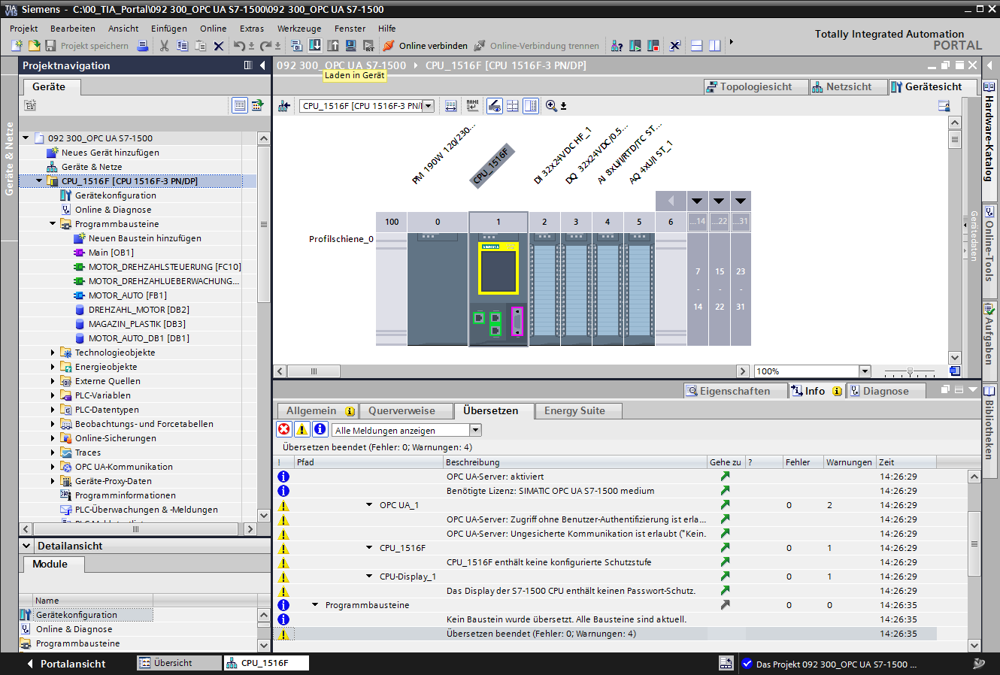 Siemens - C:\00_TIA_Portal\092 300_OPC UA S7-1500\092 300_OPC UA S7-1500
Projekt Bearbeiten Ansicht Einfügen Online Extras Werkzeuge Fenster Hilfe
Totally Integrated Automation
PORTAL
Projekt speichern Online verbinden Online-Verbindung trennen
Projektnavigation
092 300_OPC UA S7-1500 CPU_1516F [CPU 1516F-3 PN/DP]
Laden in Gerät
Geräte
Topologiesicht Netzsicht Gerätesicht
CPU_1516F [CPU 1516F-3 PN/
Geräte & Netze
092 300_OPC UA S7-1500
Neues Gerät hinzufügen
Geräte & Netze
CPU_1516F [CPU 1516F-3 PN/DP]
Gerätekonfiguration
Online & Diagnose
Programmbausteine
Neuen Baustein hinzufügen
Main [OB1]
MOTOR_DREHZAHLSTEUERUNG [FC10]
MOTOR_DREHZAHLUEBERWACHUNG...
MOTOR_AUTO [FB1]
DREHZAHL_MOTOR [DB2]
MAGAZIN_PLASTIK [DB3]
MOTOR_AUTO_DB1 [DB1]
Technologieobjekte
Energieobjekte
Externe Quellen
PLC-Variablen
PLC-Datentypen
Beobachtungs- und Forcetabellen
Online-Sicherungen
Traces
OPC UA-Kommunikation
Geräte-Proxy-Daten
Programminformationen
PLC-Überwachungen & -Meldungen
Detailansicht
Module
Name
Gerätekonfiguration
Online & Diagnose
Programmbausteine
PM 190W 120/230...
CPU_1516F
DI 32x24VDC HF_1
DQ 32x24VDC/0.5...
AI 8xU/I/RTD/TC ST...
AQ 4xU/I ST_1
100 0 1 2 3 4 5 6 ...14 ...22 ...31
Profilschiene_0
SIEMENS
7 15 23
- - -
14 22 31
100%
Gerätedaten
Hardware-Katalog
Online-Tools
Aufgaben
Bibliotheken
Eigenschaften Info Diagnose
Allgemein Querverweise Übersetzen Energy Suite
Alle Meldungen anzeigen
Übersetzen beendet (Fehler: 0; Warnungen: 4)
! Pfad Beschreibung Gehe zu ? Fehler Warnungen Zeit
OPC UA-Server: aktiviert 14:26:29
Benötigte Lizenz: SIMATIC OPC UA S7-1500 medium 14:26:29
OPC UA_1 0 2 14:26:29
OPC UA-Server: Zugriff ohne Benutzer-Authentifizierung ist erla... 14:26:29
OPC UA-Server: Ungesicherte Kommunikation ist erlaubt ("Kein. 14:26:29
CPU_1516F 0 1 14:26:29
CPU_1516F enthält keine konfigurierte Schutzstufe 14:26:29
CPU-Display_1 0 1 14:26:29
Das Display der S7-1500 CPU enthält keinen Passwort-Schutz. 14:26:29
Programmbausteine 0 0 14:26:35
Kein Baustein wurde übersetzt. Alle Bausteine sind aktuell. 14:26:35
Übersetzen beendet (Fehler: 0; Warnungen: 4) 14:26:35
Portalansicht Übersicht CPU_1516F Das Projekt 092 300_OPC UA S7-1500 ...